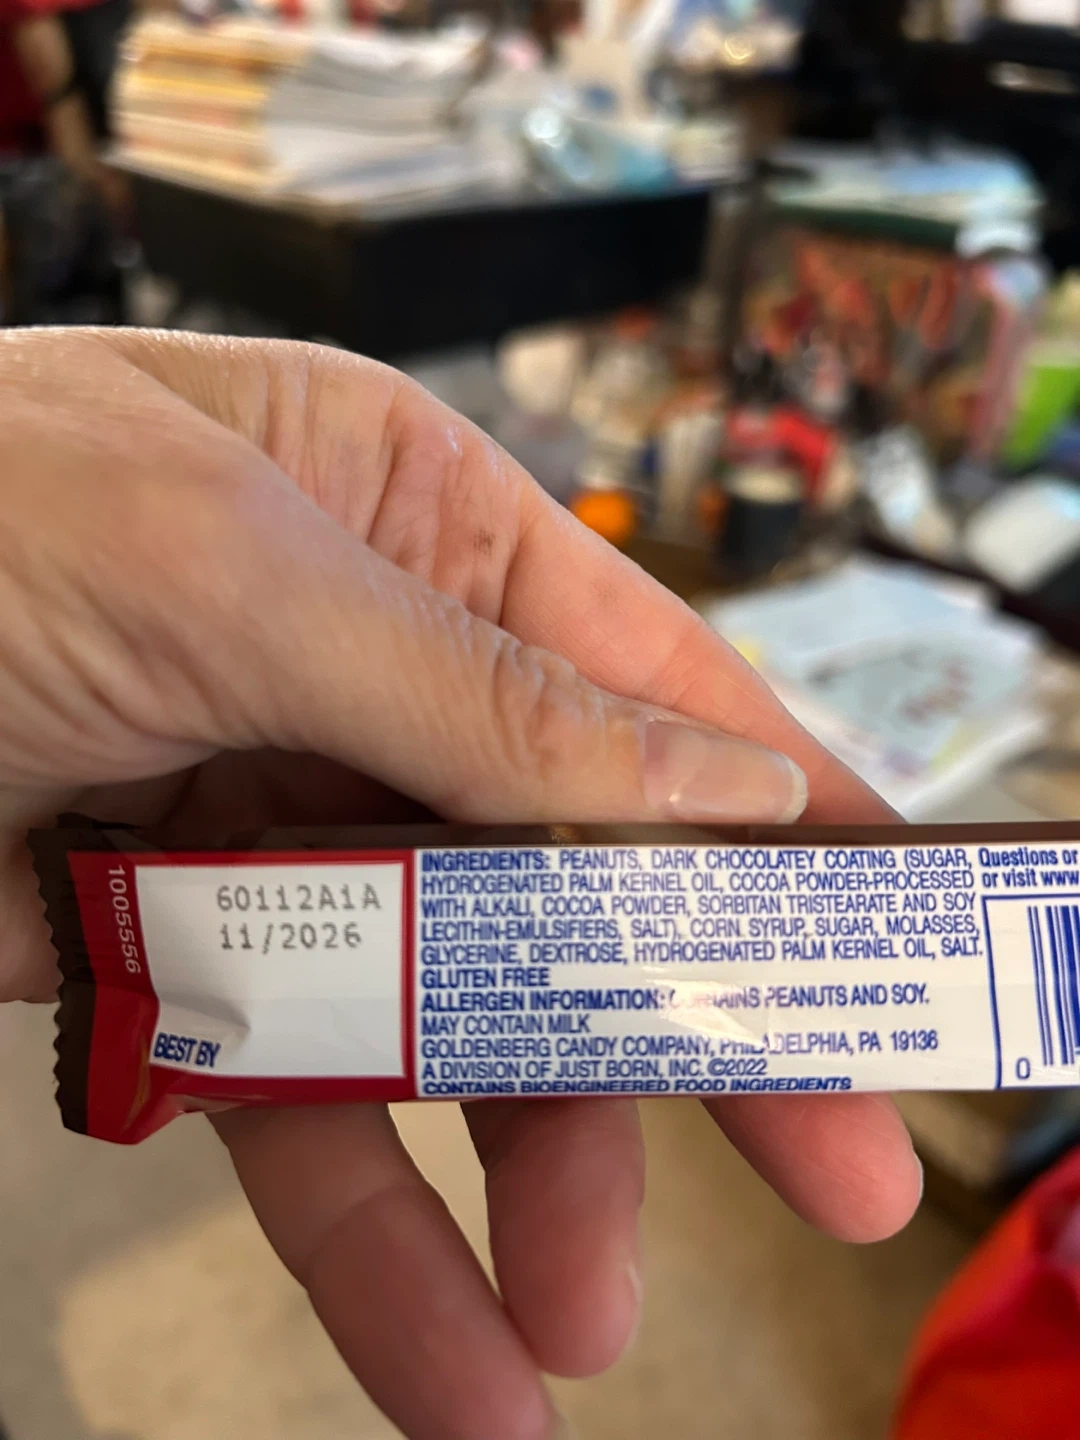 1005556
60112A1A
11/2026
BEST BY
INGREDIENTS: PEANUTS, DARK CHOCOLATEY COATING (SUGAR,
HYDROGENATED PALM KERNEL OIL, COCOA POWDER-PROCESSED
WITH ALKALI, COCOA POWDER, SORBITAN TRISTEARATE AND SOY
LECITHIN-EMULSIFIERS, SALT), CORN SYRUP, SUGAR, MOLASSES,
GLYCERINE, DEXTROSE, HYDROGENATED PALM KERNEL OIL, SALT.
GLUTEN FREE
ALLERGEN INFORMATION: CONTAINS PEANUTS AND SOY.
MAY CONTAIN MILK
GOLDENBERG CANDY COMPANY, PHILADELPHIA, PA 19136
A DIVISION OF JUST BORN, INC. ©2022
CONTAINS BIOENGINEERED FOOD INGREDIENTS
Questions or
or visit www
0